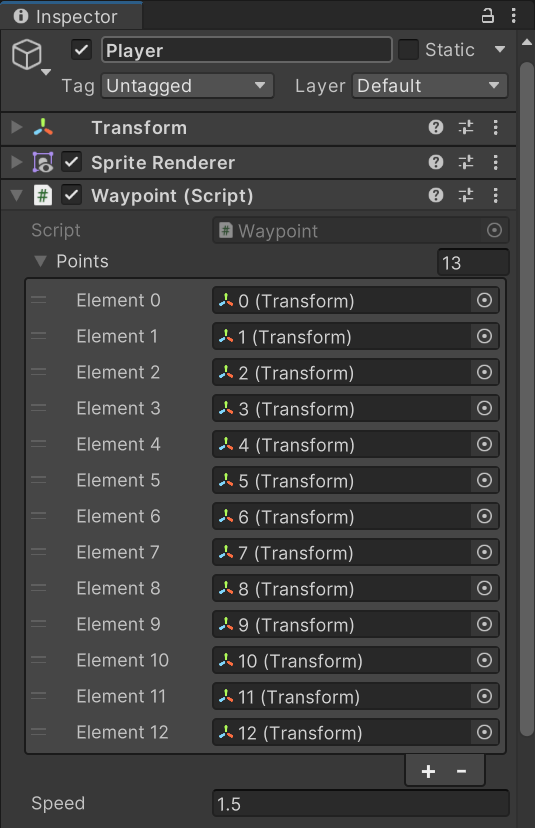 Inspector
Player
Static
Tag Untagged Layer Default
Transform
Sprite Renderer
# Waypoint (Script)
Script # Waypoint
Points 13
Element 0 0 (Transform)
Element 1 1 (Transform)
Element 2 2 (Transform)
Element 3 3 (Transform)
Element 4 4 (Transform)
Element 5 5 (Transform)
Element 6 6 (Transform)
Element 7 7 (Transform)
Element 8 8 (Transform)
Element 9 9 (Transform)
Element 10 10 (Transform)
Element 11 11 (Transform)
Element 12 12 (Transform)
+ -
Speed 1.5